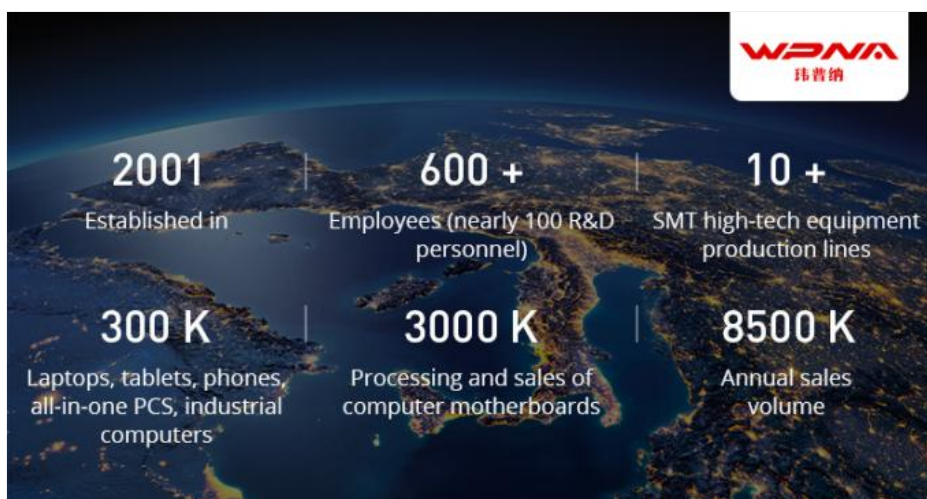 WPNA
玮普纳
2001
Established in
600 +
Employees (nearly 100 R&D
personnel)
10 +
SMT high-tech equipment
production lines
300 K
Laptops, tablets, phones,
all-in-one PCS, industrial
computers
3000 K
Processing and sales of
computer motherboards
8500 K
Annual sales
volume